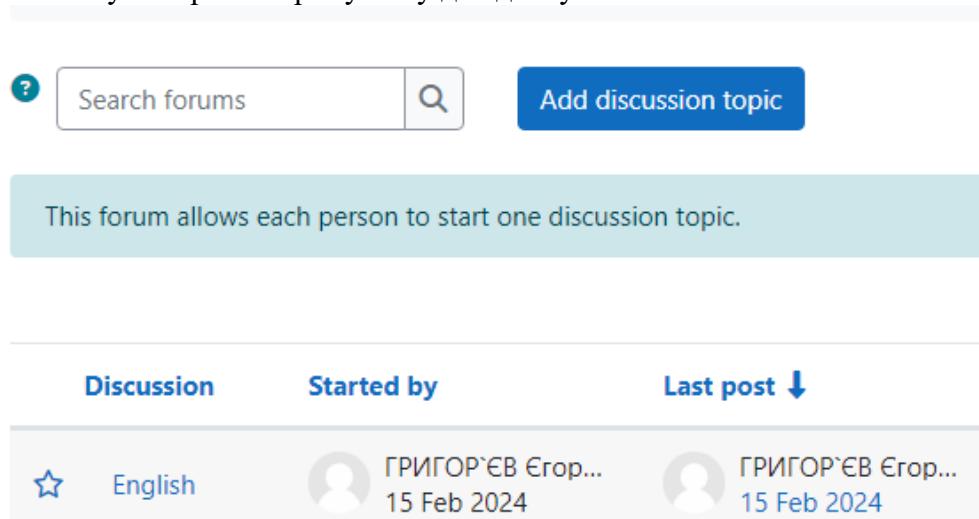 Search forums
Add discussion topic
This forum allows each person to start one discussion topic.
Discussion Started by Last post
English ГРИГОР`ЄВ Єгор... ГРИГОР`ЄВ Єгор...
15 Feb 2024 15 Feb 2024